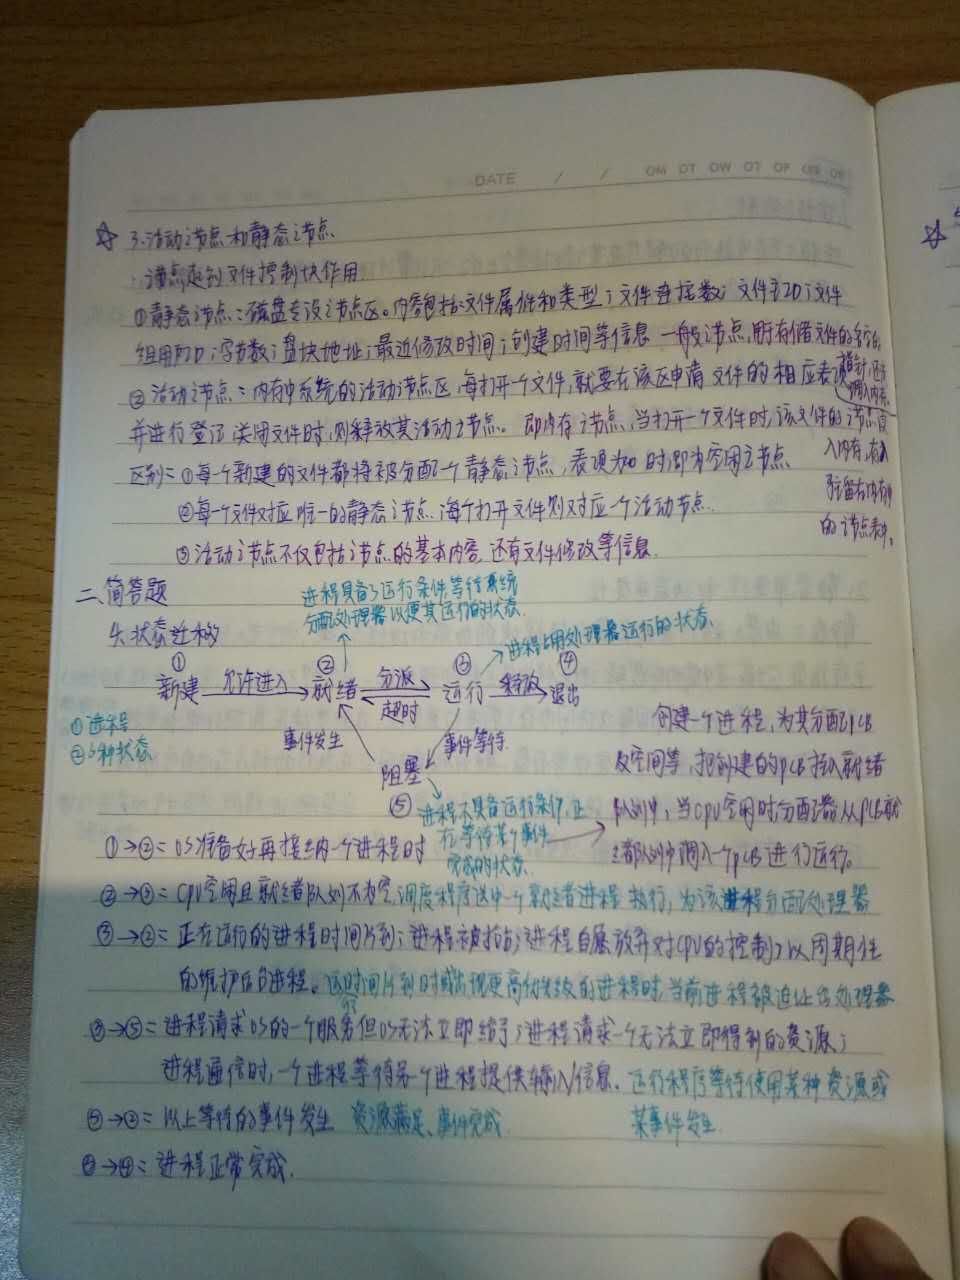 DATE / / MO TU WE TH FR SA SU
☆ 3.活动i节点和静态i节点
i节点起到文件控制块作用
①静态i节点：磁盘专设i节点区。内容包括：文件属性和类型；文件连接数；文件主ID；文件
组用户ID；字节数；盘块地址；最近修改时间；创建时间等信息 一般i节点，用于存储文件的
指针，还未
调入内存
②活动i节点：内存中系统的活动i节点区，每打开一个文件，就要在该区申请文件的相应表项
并进行登记，关闭文件时，则释放其活动i节点。即内存i节点，当打开一个文件时，该文件的i节点
入内存，存入
驻留在内存中
的i节点表中。
区别：①每个新建的文件都将被分配一个静态i节点，表现为0时即为空闲i节点
②每个文件对应唯一的静态i节点，每个打开文件则对应一个活动i节点.
③活动i节点不仅包括i节点的基本内容，还有文件修改等信息.
二、简答题
进程具备了运行条件等待系统
分配处理器以便其运行的状态.
4.状态迁移
进程占用处理器运行的状态.
① ② ③ ④
新建 允许进入 就绪 分派 超时 运行 释放 退出
①进程
②5种状态
事件发生 事件等待
阻塞
⑤ 进程不具备运行条件，正
在等待某个事件
完成的状态.
创建一个进程，为其分配PCB
及空间等，把创建的PCB插入就绪
队列中，当CPU空闲时分配器从PCB就
绪队列中调入一个PCB进行运行。
①→②：OS准备好再接纳一个进程时
②→③：CPU空闲且就绪队列不为空，调度程序选中一个就绪进程执行，为该进程分配处理器
③→②：正在运行的进程时间片到；进程被抢占；进程自愿放弃对CPU的控制，以周期性
的维护后台进程。运行时间片到时或出现更高优先级的进程时，当前进程被迫让出处理器
③→⑤：进程请求OS的一个服务但OS无法立即给予；进程请求一个无法立即得到的资源；
进程通信时，一个进程等待另一个进程提供输入信息. 运行程序等待使用某种资源或
某事件发生.
⑤→②：以上等待的事件发生 资源满足、事件完成.
③→④：进程正常完成.